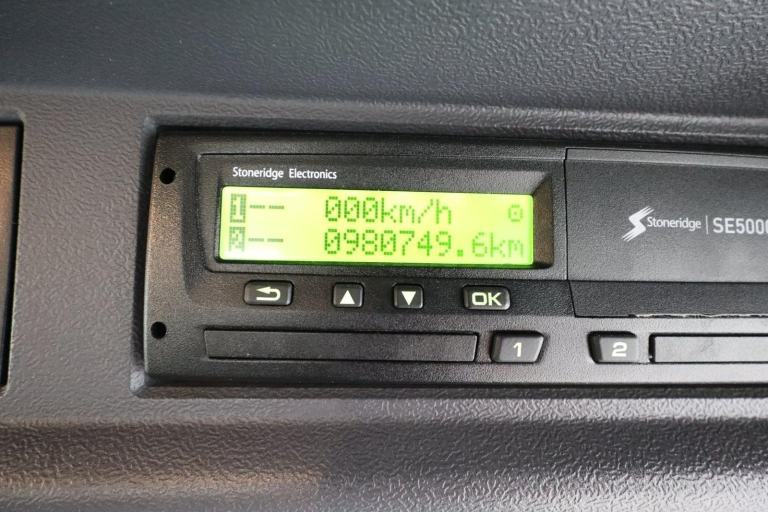 Stoneridge Electronics
1-- 000km/h
2-- 0980749.6km
OK
1
2
Stoneridge SE5000